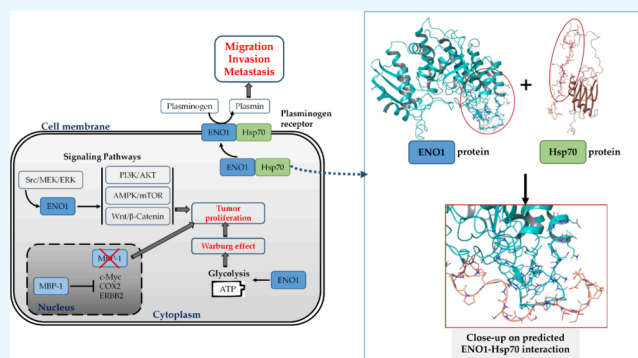 Migration
Invasion
Metastasis
Plasminogen
Plasmin
Plasminogen
receptor
Cell membrane
ENO1
Hsp70
ENO1
Hsp70
Signaling Pathways
Src/MEK/ERK
ENO1
PI3K/AKT
AMPK/mTOR
Wnt/β-Catenin
Tumor
proliferation
Warburg effect
Glycolysis
ATP
ENO1
MBP-1
MBP-1
c-Myc
COX2
ERBB2
Nucleus
Cytoplasm
+
ENO1 protein
Hsp70 protein
Close-up on predicted
ENO1-Hsp70 interaction